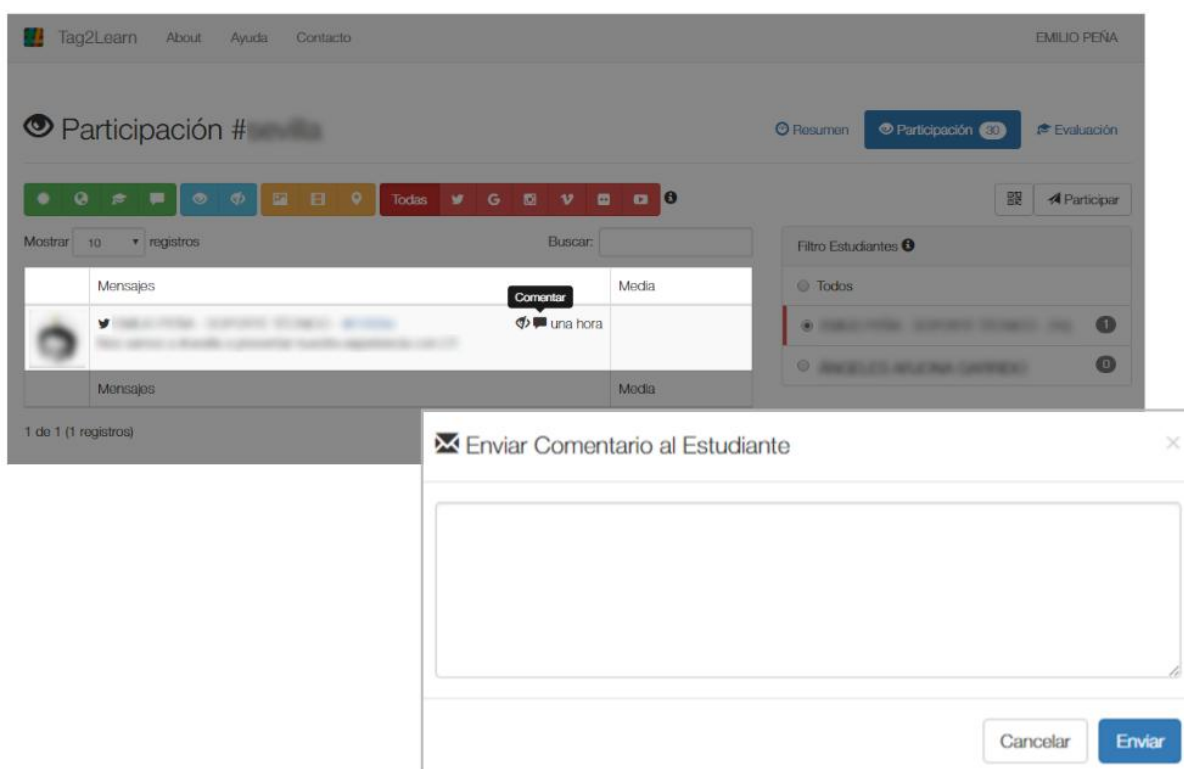 Tag2Learn About Ayuda Contacto EMILIO PEÑA
Participación #
Resumen Participación 30 Evaluación
Todas Participar
Mostrar 10 registros Buscar:
Filtro Estudiantes
Mensajes Media
Todos
Comentar
una hora
1
0
Mensajes Media
1 de 1 (1 registros)
Enviar Comentario al Estudiante
×
Cancelar Enviar